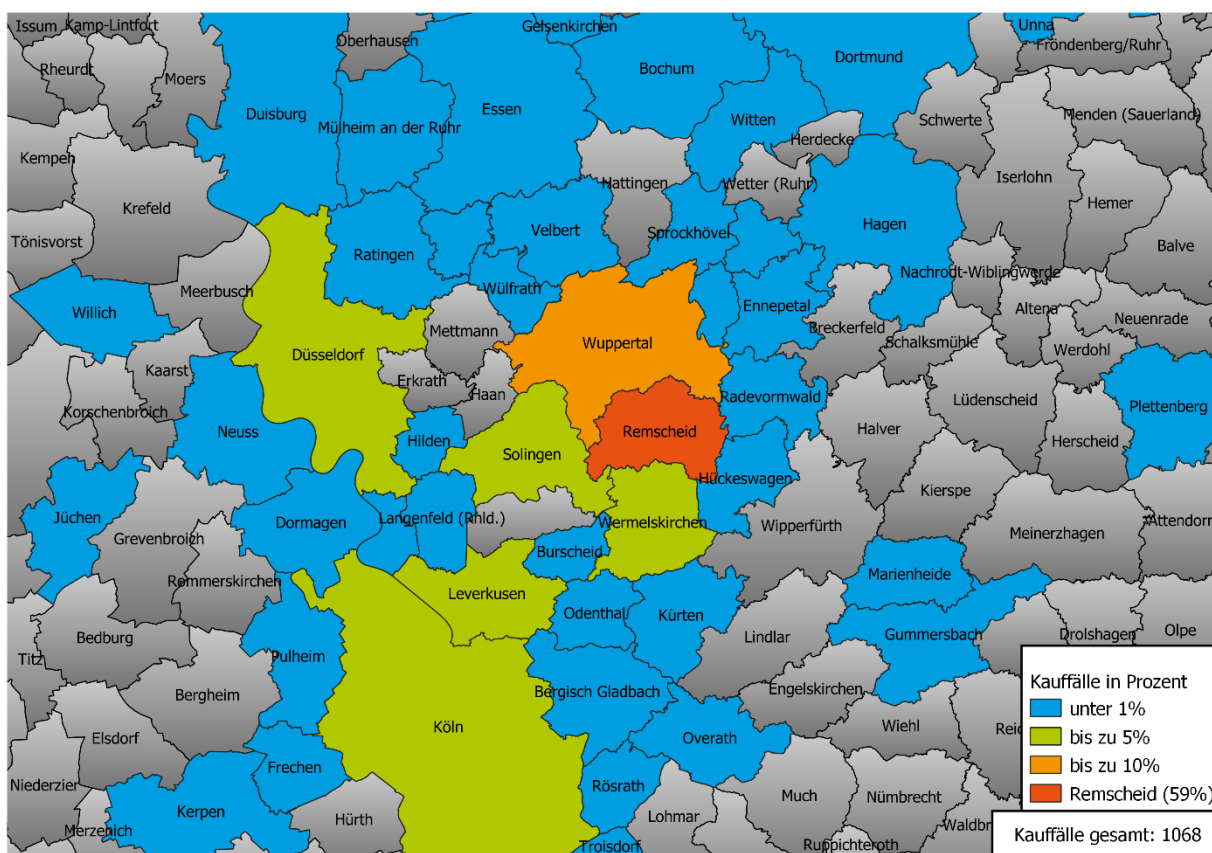 Issum Kamp-Lintfort
Gelsenkirchen
Unna
Oberhausen
Fröndenberg/Ruhr
Rheurdt
Moers
Bochum
Dortmund
Duisburg
Essen
Menden (Sauerland)
Mülheim an der Ruhr
Witten
Schwerte
Herdecke
Kempen
Hattingen
Wetter (Ruhr)
Iserlohn
Krefeld
Hemer
Tönisvorst
Velbert
Sprockhövel
Hagen
Balve
Ratingen
Nachrodt-Wiblingwerde
Meerbusch
Wülfrath
Ennepetal
Willich
Altena
Neuenrade
Mettmann
Breckerfeld
Düsseldorf
Wuppertal
Schalksmühle
Werdohl
Kaarst
Erkrath
Haan
Radevormwald
Lüdenscheid
Plettenberg
Korschenbroich
Neuss
Remscheid
Halver
Hilden
Solingen
Herscheid
Hückeswagen
Kierspe
Jüchen
Dormagen
Langenfeld (Rhld.)
Wermelskirchen
Wipperfürth
Meinerzhagen
Attendorn
Grevenbroich
Burscheid
Rommerskirchen
Marienheide
Leverkusen
Odenthal
Kürten
Bedburg
Lindlar
Gummersbach
Drolshagen
Olpe
Titz
Pulheim
Bergheim
Bergisch Gladbach
Engelskirchen
Köln
Wiehl
Elsdorf
Overath
Frechen
Niederzier
Rösrath
Kerpen
Much
Nümbrecht
Hürth
Lohmar
Merzenich
Troisdorf
Ruppichteroth
Kauffälle in Prozent
unter 1%
bis zu 5%
bis zu 10%
Remscheid (59%)
Kauffälle gesamt: 1068